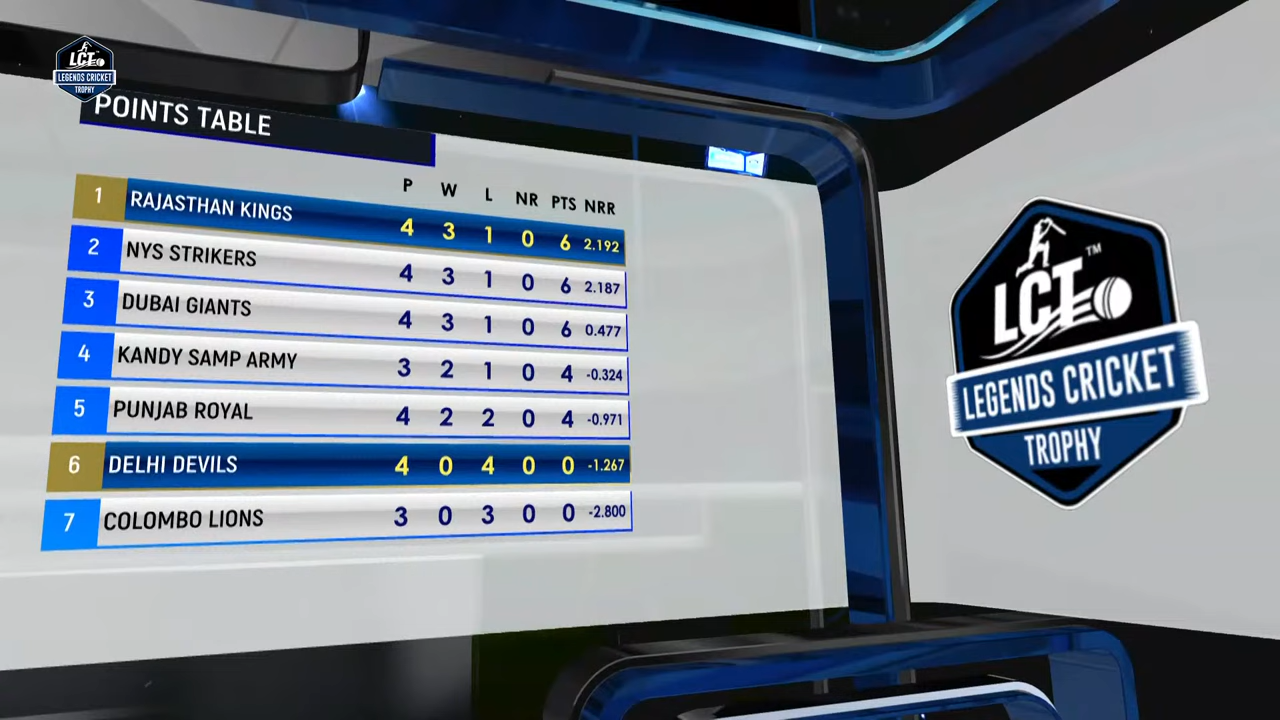 LCT
LEGENDS CRICKET
TROPHY
POINTS TABLE
P W L NR PTS NRR
1 RAJASTHAN KINGS 4 3 1 0 6 2.192
2 NYS STRIKERS 4 3 1 0 6 2.187
3 DUBAI GIANTS 4 3 1 0 6 0.477
4 KANDY SAMP ARMY 3 2 1 0 4 -0.324
5 PUNJAB ROYAL 4 2 2 0 4 -0.971
6 DELHI DEVILS 4 0 4 0 0 -1.267
7 COLOMBO LIONS 3 0 3 0 0 -2.800
LCT™
LEGENDS CRICKET
TROPHY